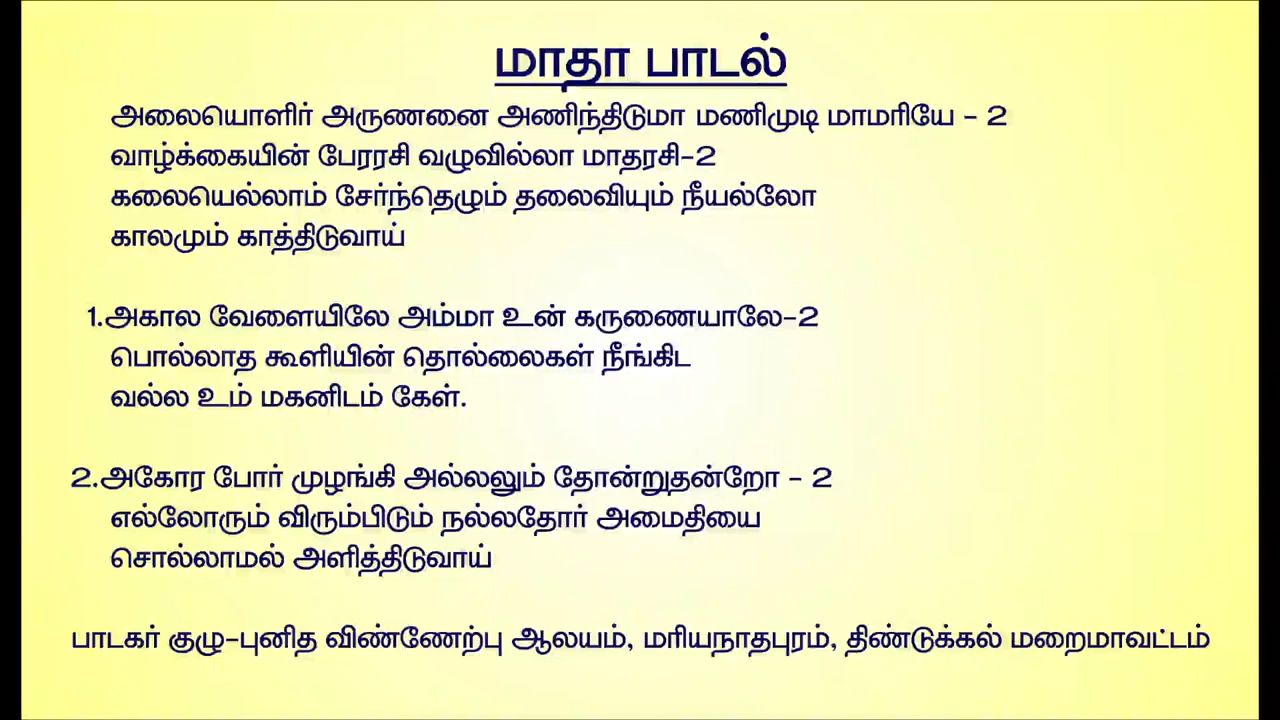 மாதா பாடல்
அலையொளிர் அருணனை அணிந்திடுமா மணிமுடி மாமரியே - 2
வாழ்க்கையின் பேரரசி வழுவில்லா மாதரசி-2
கலையெல்லாம் சேர்ந்தெழும் தலைவியும் நீயல்லோ
காலமும் காத்திடுவாய்
1.அகால வேளையிலே அம்மா உன் கருணையாலே-2
பொல்லாத கூளியின் தொல்லைகள் நீங்கிட
வல்ல உம் மகனிடம் கேள்.
2.அகோர போர் முழங்கி அல்லலும் தோன்றுதன்றோ - 2
எல்லோரும் விரும்பிடும் நல்லதோர் அமைதியை
சொல்லாமல் அளித்திடுவாய்
பாடகர் குழு-புனித விண்ணேற்பு ஆலயம், மரியநாதபுரம், திண்டுக்கல் மறைமாவட்டம்